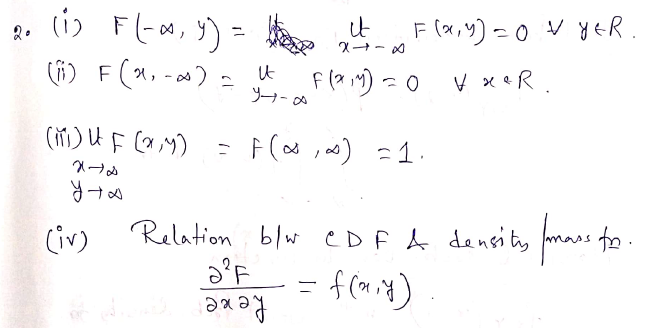 2. (i) F(-∞, y) = lt x→-∞ F(x,y) = 0 ∀ y∈R.
(ii) F(x, -∞) = lt y→-∞ F(x,y) = 0 ∀ x∈R.
(iii) lt x→∞ y→∞ F(x,y) = F(∞,∞) = 1.
(iv) Relation b/w CDF & density/mass fn.
∂²F/∂x∂y = f(x,y).